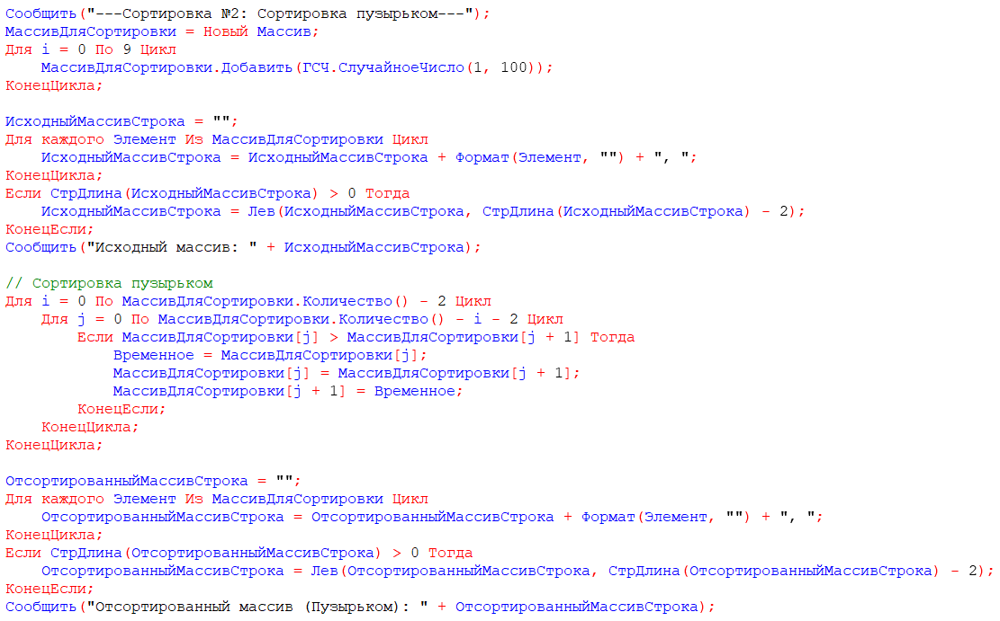 Сообщить("---Сортировка №2: Сортировка пузырьком---");
МассивДляСортировки = Новый Массив;
Для i = 0 По 9 Цикл
    МассивДляСортировки.Добавить(ГСЧ.СлучайноеЧисло(1, 100));
КонецЦикла;

ИсходныйМассивСтрока = "";
Для каждого Элемент Из МассивДляСортировки Цикл
    ИсходныйМассивСтрока = ИсходныйМассивСтрока + Формат(Элемент, "") + ", ";
КонецЦикла;
Если СтрДлина(ИсходныйМассивСтрока) > 0 Тогда
    ИсходныйМассивСтрока = Лев(ИсходныйМассивСтрока, СтрДлина(ИсходныйМассивСтрока) - 2);
КонецЕсли;
Сообщить("Исходный массив: " + ИсходныйМассивСтрока);

// Сортировка пузырьком
Для i = 0 По МассивДляСортировки.Количество() - 2 Цикл
    Для j = 0 По МассивДляСортировки.Количество() - i - 2 Цикл
        Если МассивДляСортировки[j] > МассивДляСортировки[j + 1] Тогда
            Временное = МассивДляСортировки[j];
            МассивДляСортировки[j] = МассивДляСортировки[j + 1];
            МассивДляСортировки[j + 1] = Временное;
        КонецЕсли;
    КонецЦикла;
КонецЦикла;

ОтсортированныйМассивСтрока = "";
Для каждого Элемент Из МассивДляСортировки Цикл
    ОтсортированныйМассивСтрока = ОтсортированныйМассивСтрока + Формат(Элемент, "") + ", ";
КонецЦикла;
Если СтрДлина(ОтсортированныйМассивСтрока) > 0 Тогда
    ОтсортированныйМассивСтрока = Лев(ОтсортированныйМассивСтрока, СтрДлина(ОтсортированныйМассивСтрока) - 2);
КонецЕсли;
Сообщить("Отсортированный массив (Пузырьком): " + ОтсортированныйМассивСтрока);